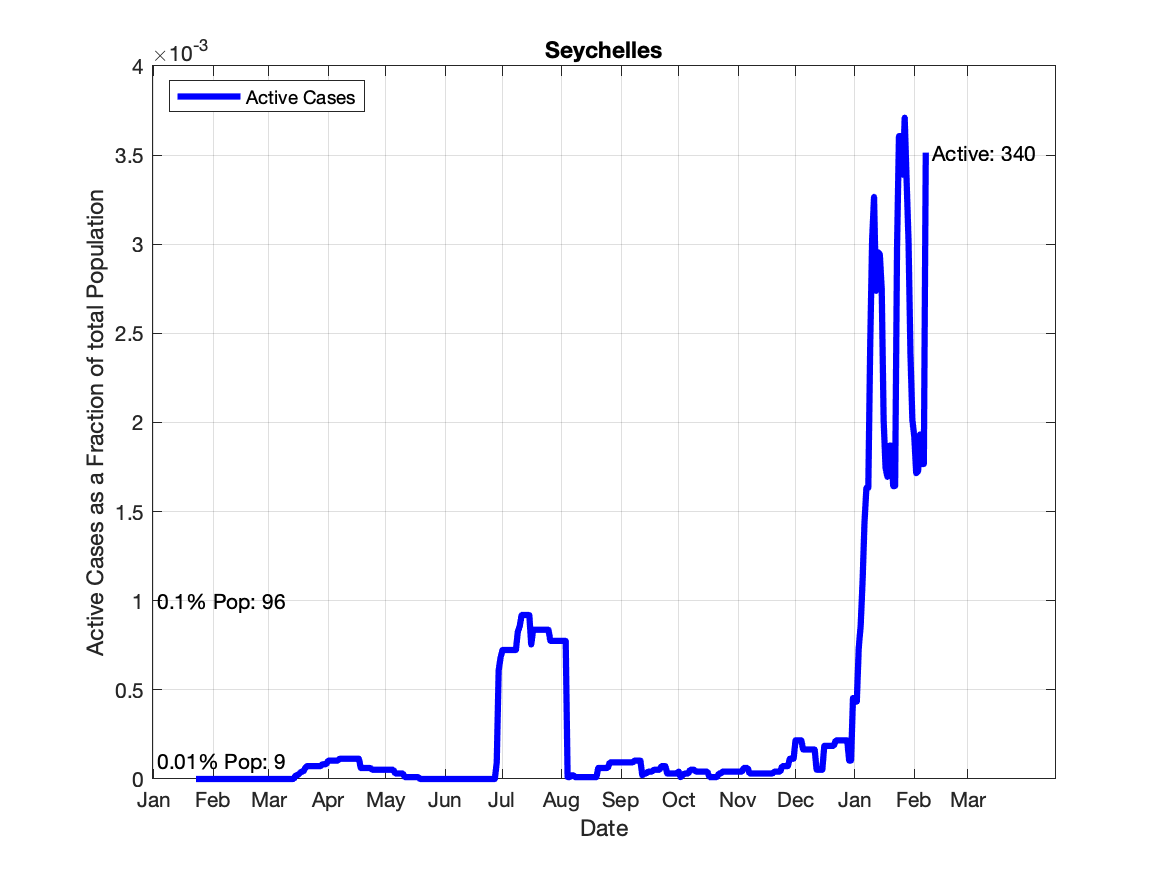 Seychelles
×10-3
Active Cases
4
3.5
3
2.5
2
1.5
1
0.5
0
Active Cases as a Fraction of total Population
Active: 340
0.1% Pop: 96
0.01% Pop: 9
Jan Feb Mar Apr May Jun Jul Aug Sep Oct Nov Dec Jan Feb Mar
Date